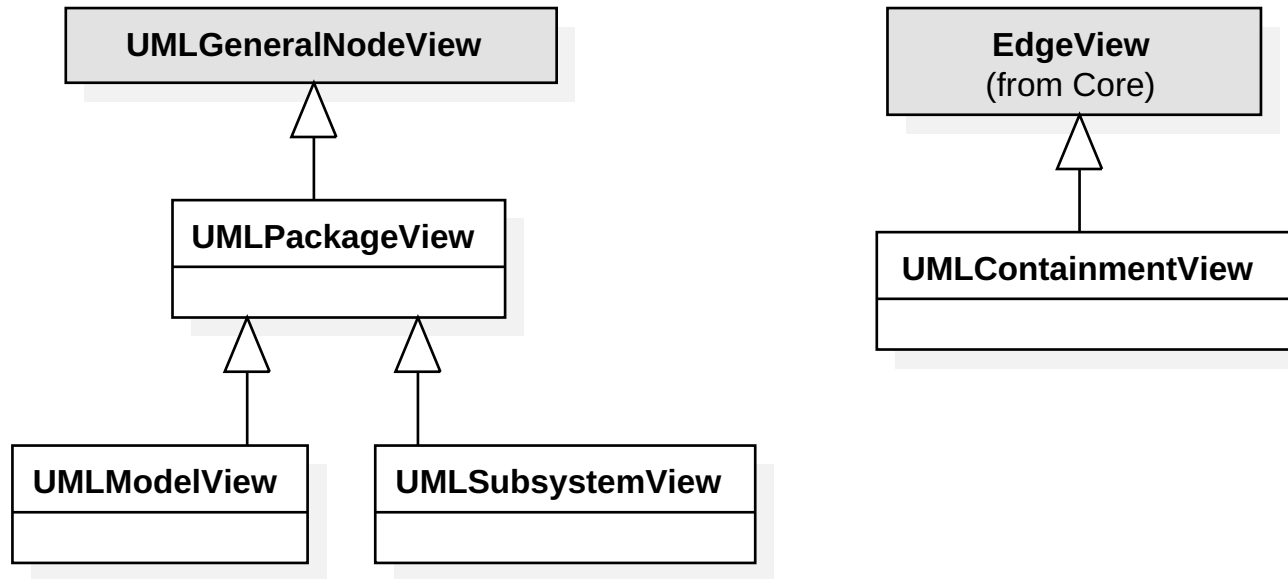 UMLGeneralNodeView
EdgeView
(from Core)
UMLPackageView
UMLContainmentView
UMLModelView
UMLSubsystemView